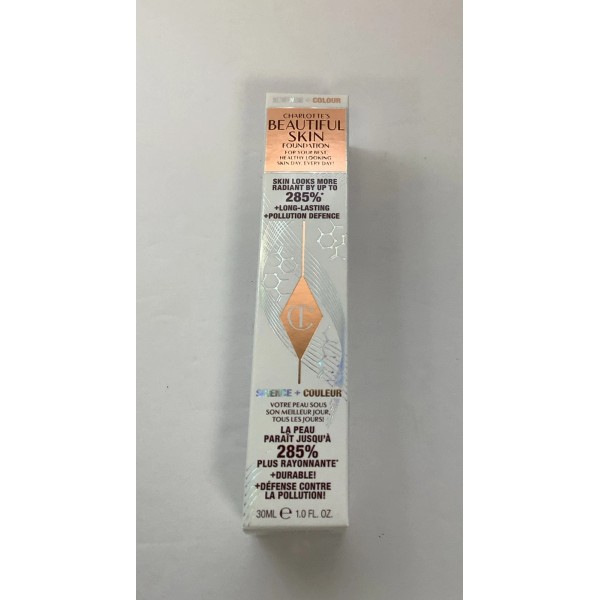 SCIENCE + COLOUR
CHARLOTTE'S
BEAUTIFUL
SKIN
FOUNDATION
FOR YOUR BEST,
HEALTHY LOOKING
SKIN DAY, EVERY DAY!
SKIN LOOKS MORE
RADIANT BY UP TO
285%*
+LONG-LASTING
+POLLUTION DEFENCE
CT
SCIENCE + COULEUR
VOTRE PEAU SOUS
SON MEILLEUR JOUR,
TOUS LES JOURS!
LA PEAU
PARAÎT JUSQU'À
285%
PLUS RAYONNANTE*
+DURABLE!
+DÉFENSE CONTRE
LA POLLUTION!
30ML e 1.0 FL. OZ.